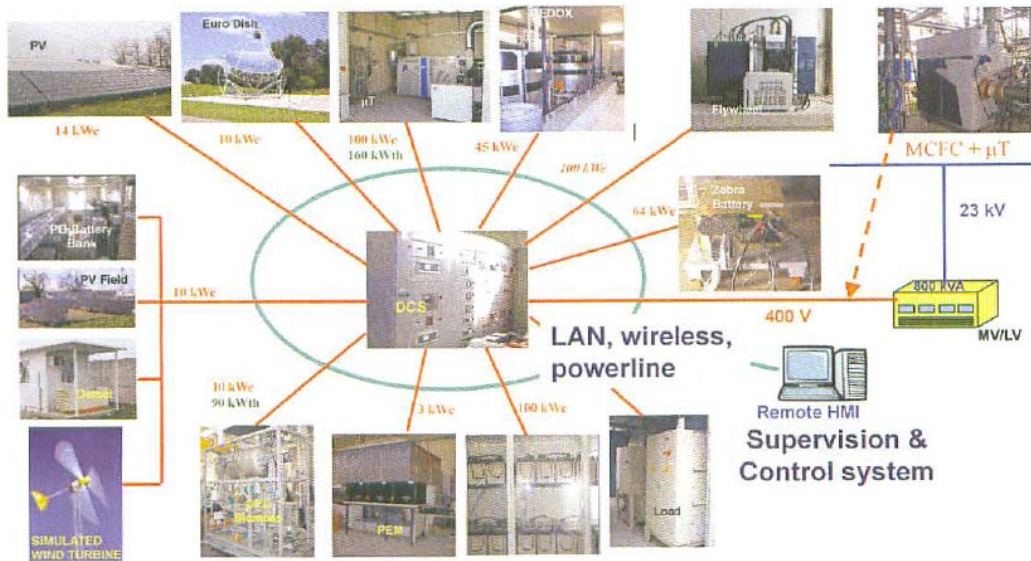 PV
Euro Dish
µT
REDOX
MCFC + µT
14 kWe
10 kWe
100 kWe
160 kWth
45 kWe
100 kWe
Zebra
Battery
64 kWe
23 kV
PB Battery
Bank
PV Field
10 kWe
DCS
800 KVA
400 V
MV/LV
LAN, wireless,
powerline
Diesel
10 kWe
90 kWth
3 kWe
100 kWe
Remote HMI
Supervision &
Control system
Biomass
PEM
Load
SIMULATED
WIND TURBINE